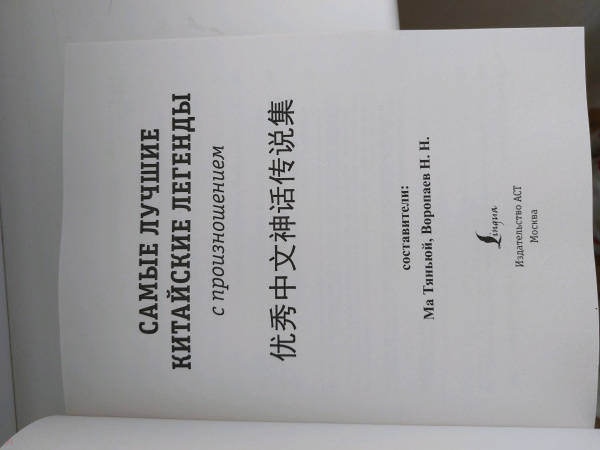 САМЫЕ ЛУЧШИЕ
КИТАЙСКИЕ ЛЕГЕНДЫ
с произношением
优秀中文神话传说集
составители:
Ма Тяньюй, Воропаев Н. Н.
Lingua
Издательство АСТ
Москва